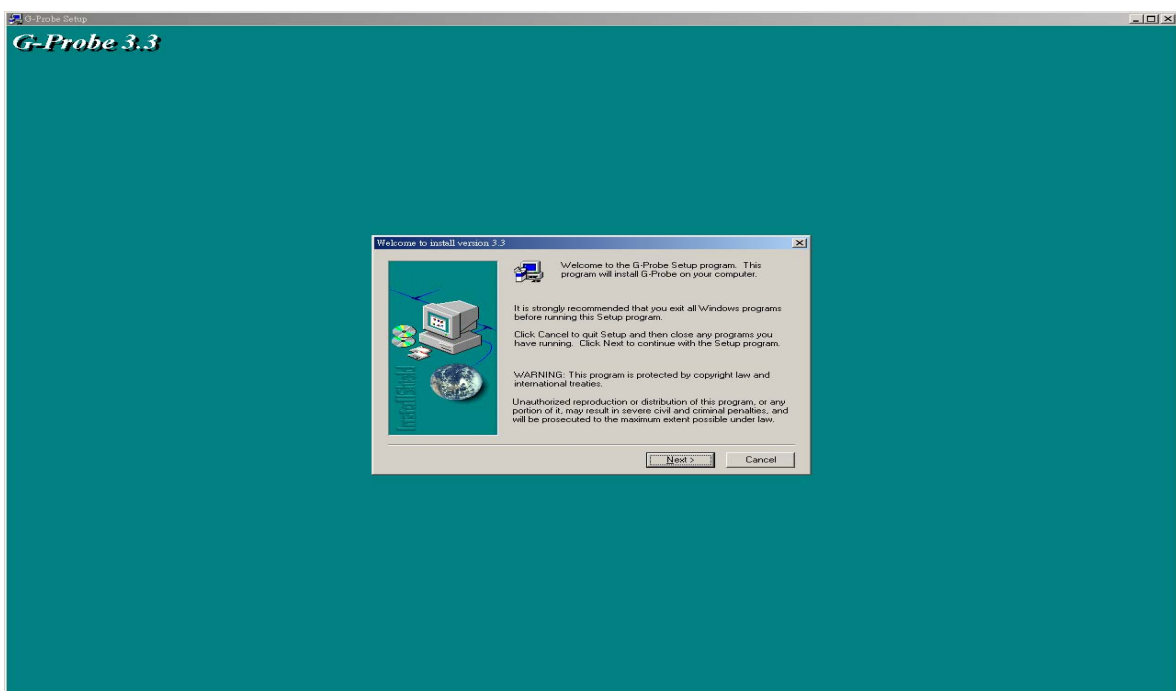 G-Probe Setup
G-Probe 3.3
Welcome to install version 3.3
Welcome to the G-Probe Setup program. This
program will install G-Probe on your computer.
It is strongly recommended that you exit all Windows programs
before running this Setup program.
Click Cancel to quit Setup and then close any programs you
have running. Click Next to continue with the Setup program.
WARNING: This program is protected by copyright law and
international treaties.
Unauthorized reproduction or distribution of this program, or any
portion of it, may result in severe civil and criminal penalties, and
will be prosecuted to the maximum extent possible under law.
InstallShield
Next >
Cancel